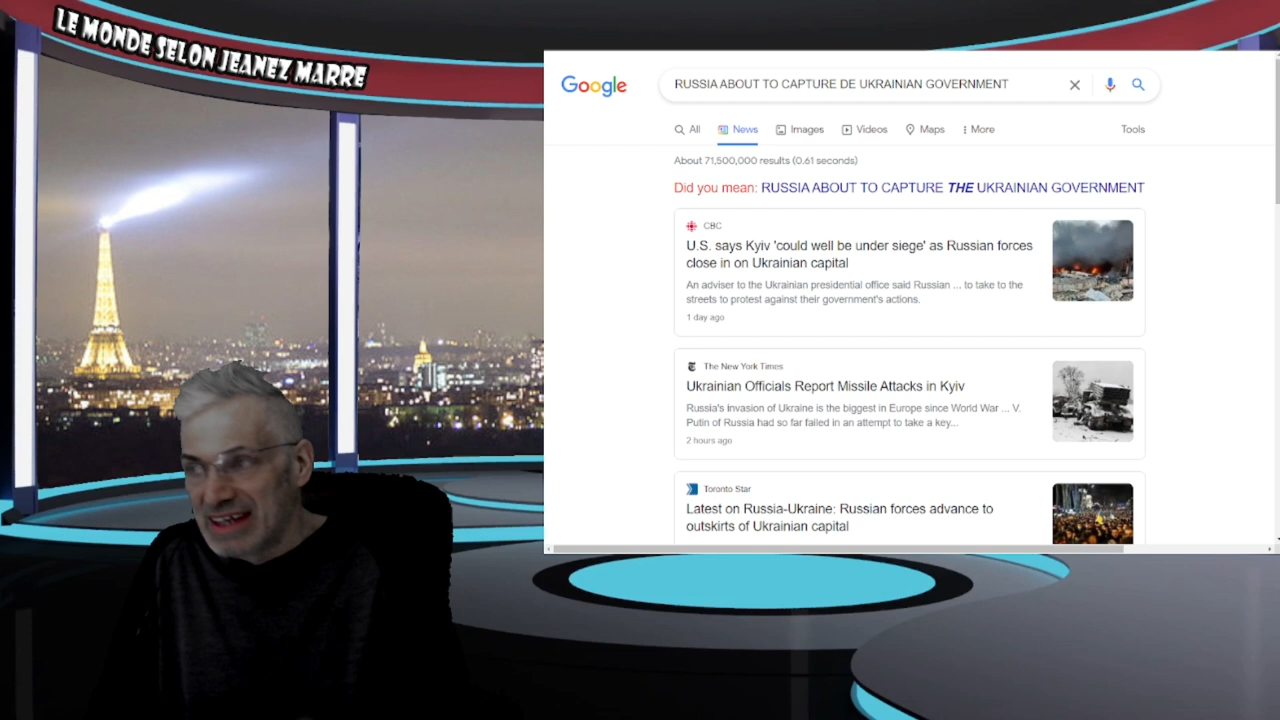 LE MONDE SELON JEANEZ MARRE
Google
RUSSIA ABOUT TO CAPTURE DE UKRAINIAN GOVERNMENT
All News Images Videos Maps More Tools
About 71,500,000 results (0.61 seconds)
Did you mean: RUSSIA ABOUT TO CAPTURE THE UKRAINIAN GOVERNMENT
CBC
U.S. says Kyiv 'could well be under siege' as Russian forces
close in on Ukrainian capital
An adviser to the Ukrainian presidential office said Russian ... to take to the
streets to protest against their government's actions.
1 day ago
The New York Times
Ukrainian Officials Report Missile Attacks in Kyiv
Russia's invasion of Ukraine is the biggest in Europe since World War ... V.
Putin of Russia had so far failed in an attempt to take a key...
2 hours ago
Toronto Star
Latest on Russia-Ukraine: Russian forces advance to
outskirts of Ukrainian capital